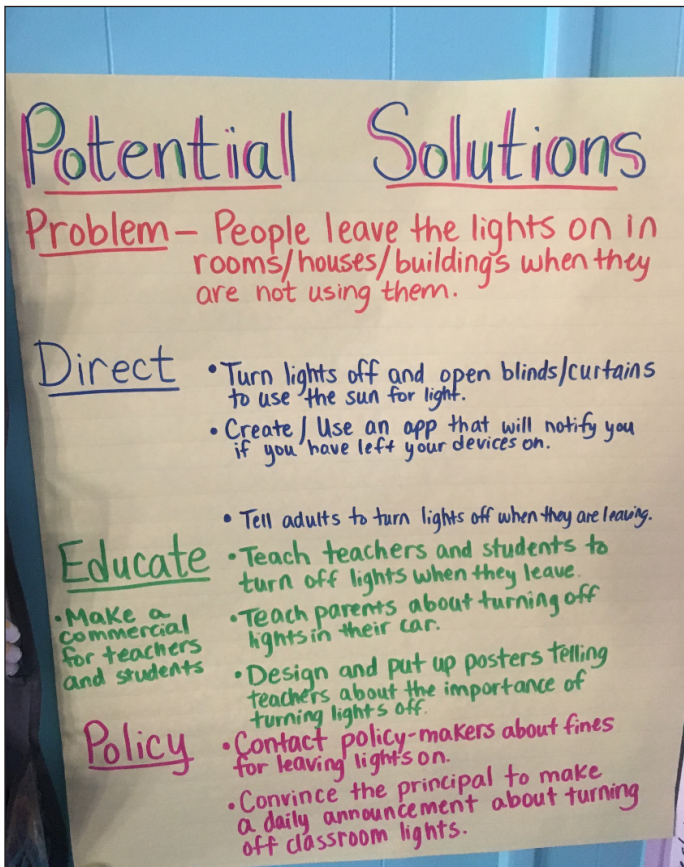 Potential Solutions
Problem – People leave the lights on in
rooms/houses/buildings when they
are not using them.
Direct
• Turn lights off and open blinds/curtains
to use the sun for light.
• Create / Use an app that will notify you
if you have left your devices on.
• Tell adults to turn lights off when they are leaving.
Educate
• Make a
commercial
for teachers
and students
• Teach teachers and students to
turn off lights when they leave.
• Teach parents about turning off
lights in their car.
• Design and put up posters telling
teachers about the importance of
turning lights off.
Policy
• Contact policy-makers about fines
for leaving lights on.
• Convince the principal to make
a daily announcement about turning
off classroom lights.